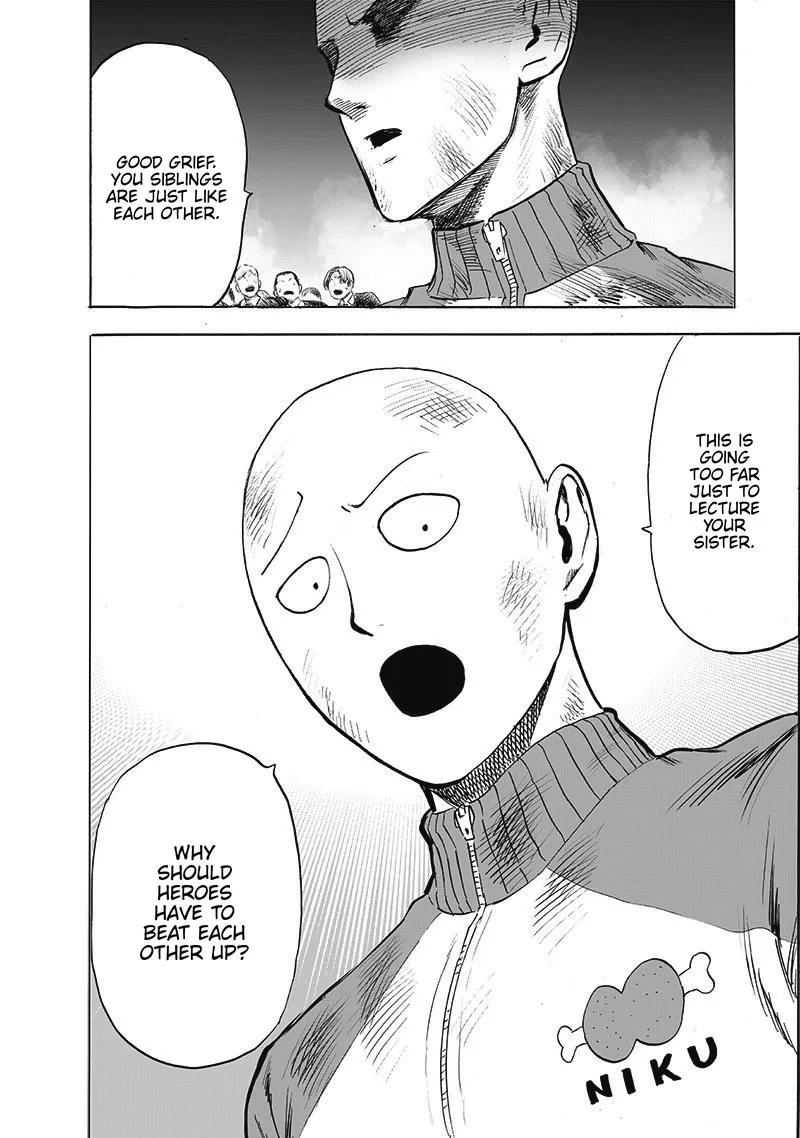 GOOD GRIEF.
YOU SIBLINGS
ARE JUST LIKE
EACH OTHER.
THIS IS
GOING
TOO FAR
JUST TO
LECTURE
YOUR
SISTER.
WHY
SHOULD
HEROES
HAVE TO
BEAT EACH
OTHER UP?
NIKU